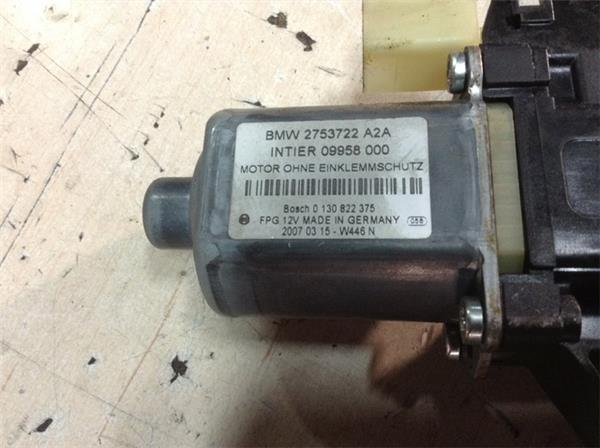 BMW 2753722 A2A
INTIER 09958 000
MOTOR OHNE EINKLEMMSCHUTZ
Bosch 0 130 822 375
FPG 12V MADE IN GERMANY 058
2007 03 15 - W446 N